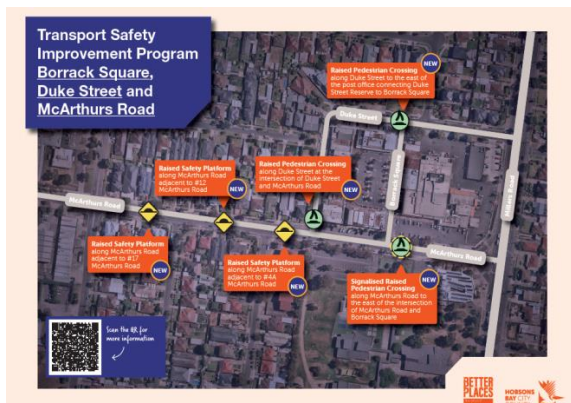 Transport Safety
Improvement Program
Borrack Square,
Duke Street and
McArthurs Road
NEW
Raised Pedestrian Crossing
along Duke Street to the east of
the post office connecting Duke
Street Reserve to Borrack Square
Duke Street
NEW
Raised Safety Platform
along McArthurs Road
adjacent to #12
McArthurs Road
NEW
Raised Pedestrian Crossing
along Duke Street at the
intersection of Duke Street
and McArthurs Road
Borrack Square
Millers Road
McArthurs Road
McArthurs Road
Raised Safety Platform
along McArthurs Road
adjacent to #17
McArthurs Road
NEW
Raised Safety Platform
along McArthurs Road
adjacent to #4A
McArthurs Road
NEW
NEW
Signalised Raised
Pedestrian Crossing
along McArthurs Road to
the east of the intersection
of McArthurs Road and
Borrack Square
Scan the QR for
more information
BETTER
PLACES
HOBSONS
BAY CITY